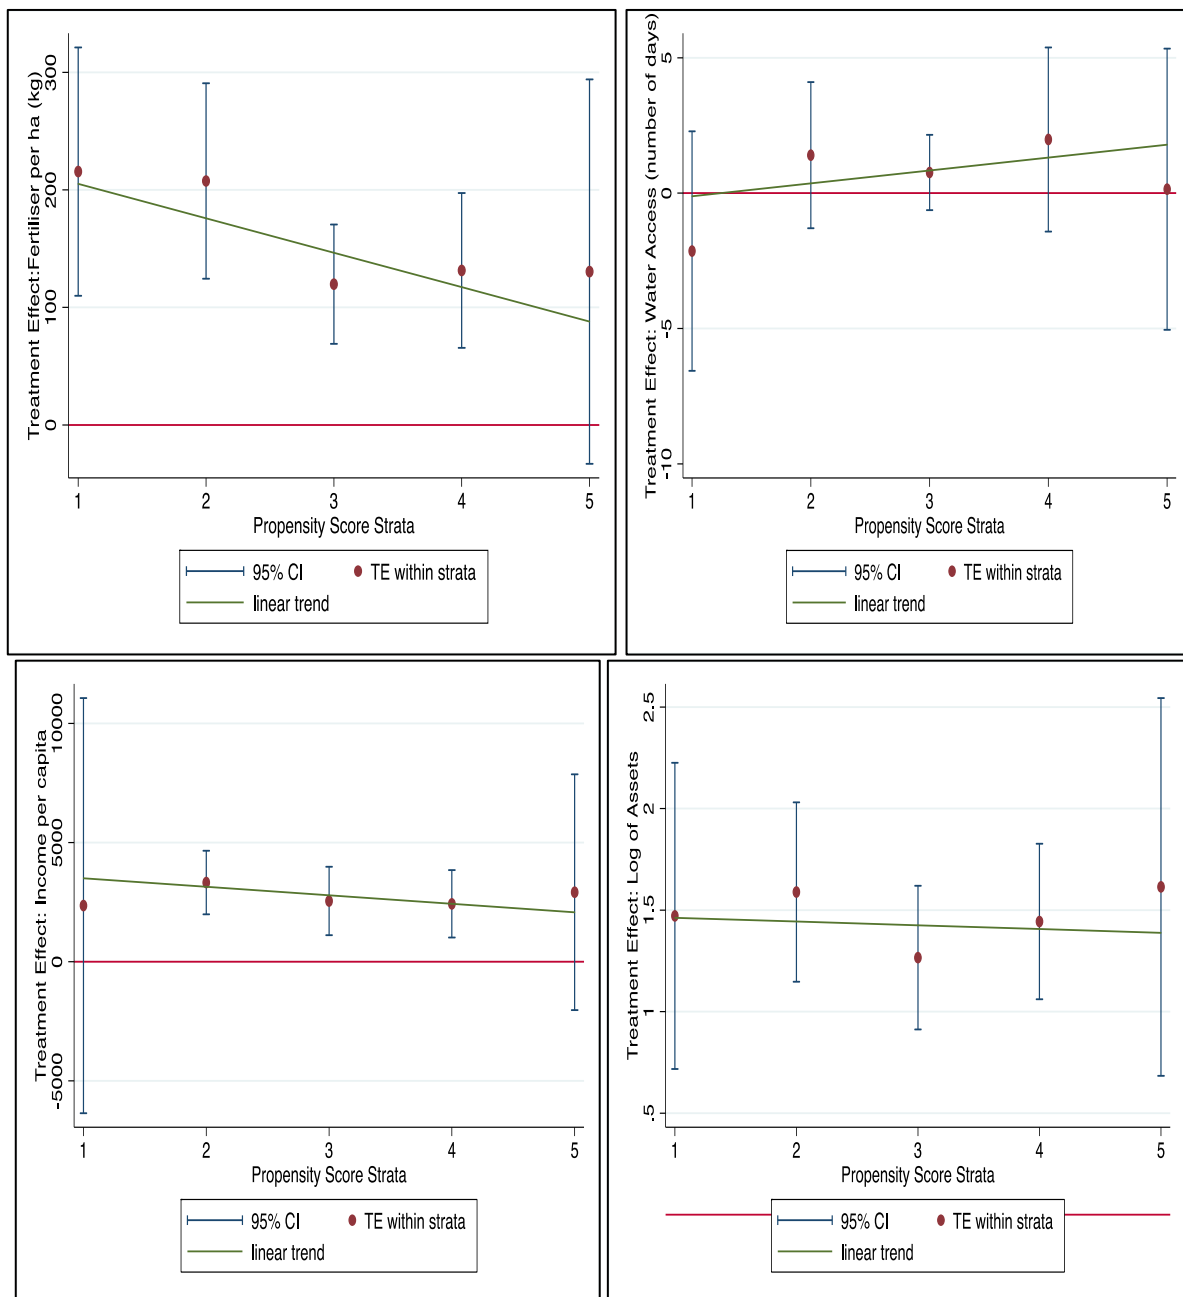 Treatment Effect:Fertiliser per ha (kg)
300
200
100
0
1 2 3 4 5
Propensity Score Strata
95% CI TE within strata
linear trend
Treatment Effect: Water Access (number of days)
5
0
-5
-10
1 2 3 4 5
Propensity Score Strata
95% CI TE within strata
linear trend
Treatment Effect: Income per capita
10000
5000
0
-5000
1 2 3 4 5
Propensity Score Strata
95% CI TE within strata
linear trend
Treatment Effect: Log of Assets
2.5
2
1.5
1
.5
1 2 3 4 5
Propensity Score Strata
95% CI TE within strata
linear trend